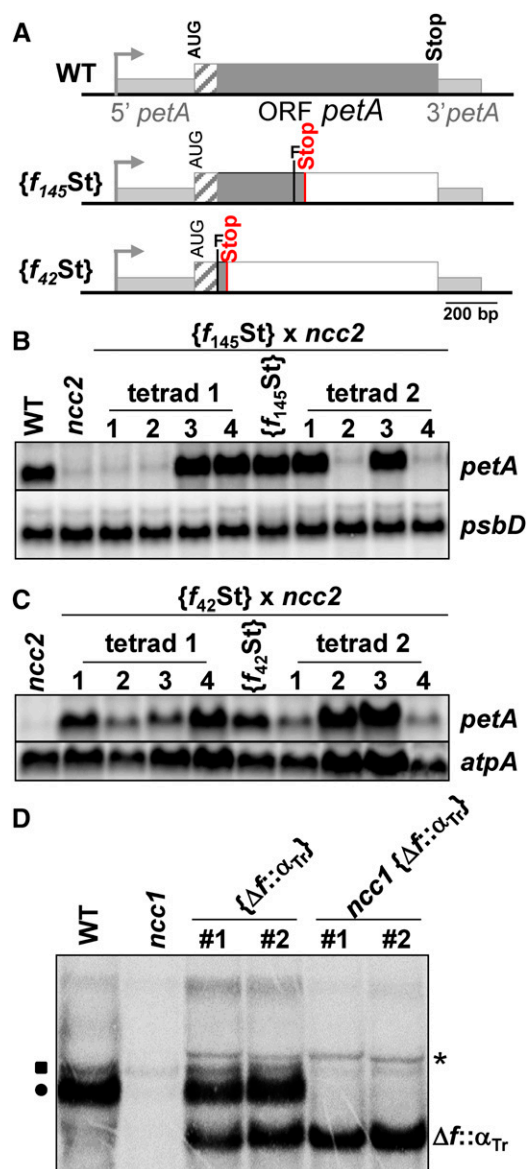 A
WT
AUG
Stop
5' petA
ORF petA
3'petA
{f₁₄₅St}
AUG
F
Stop
{f₄₂St}
AUG
F
Stop
200 bp
B
{f₁₄₅St} x ncc2
WT
ncc2
tetrad 1
{f₁₄₅St}
tetrad 2
1 2 3 4 1 2 3 4
petA
psbD
C
{f₄₂St} x ncc2
ncc2
tetrad 1
{f₄₂St}
tetrad 2
1 2 3 4 1 2 3 4
petA
atpA
D
WT
ncc1
{Δf::α_Tr}
ncc1 {Δf::α_Tr}
#1 #2 #1 #2
*
Δf::α_Tr